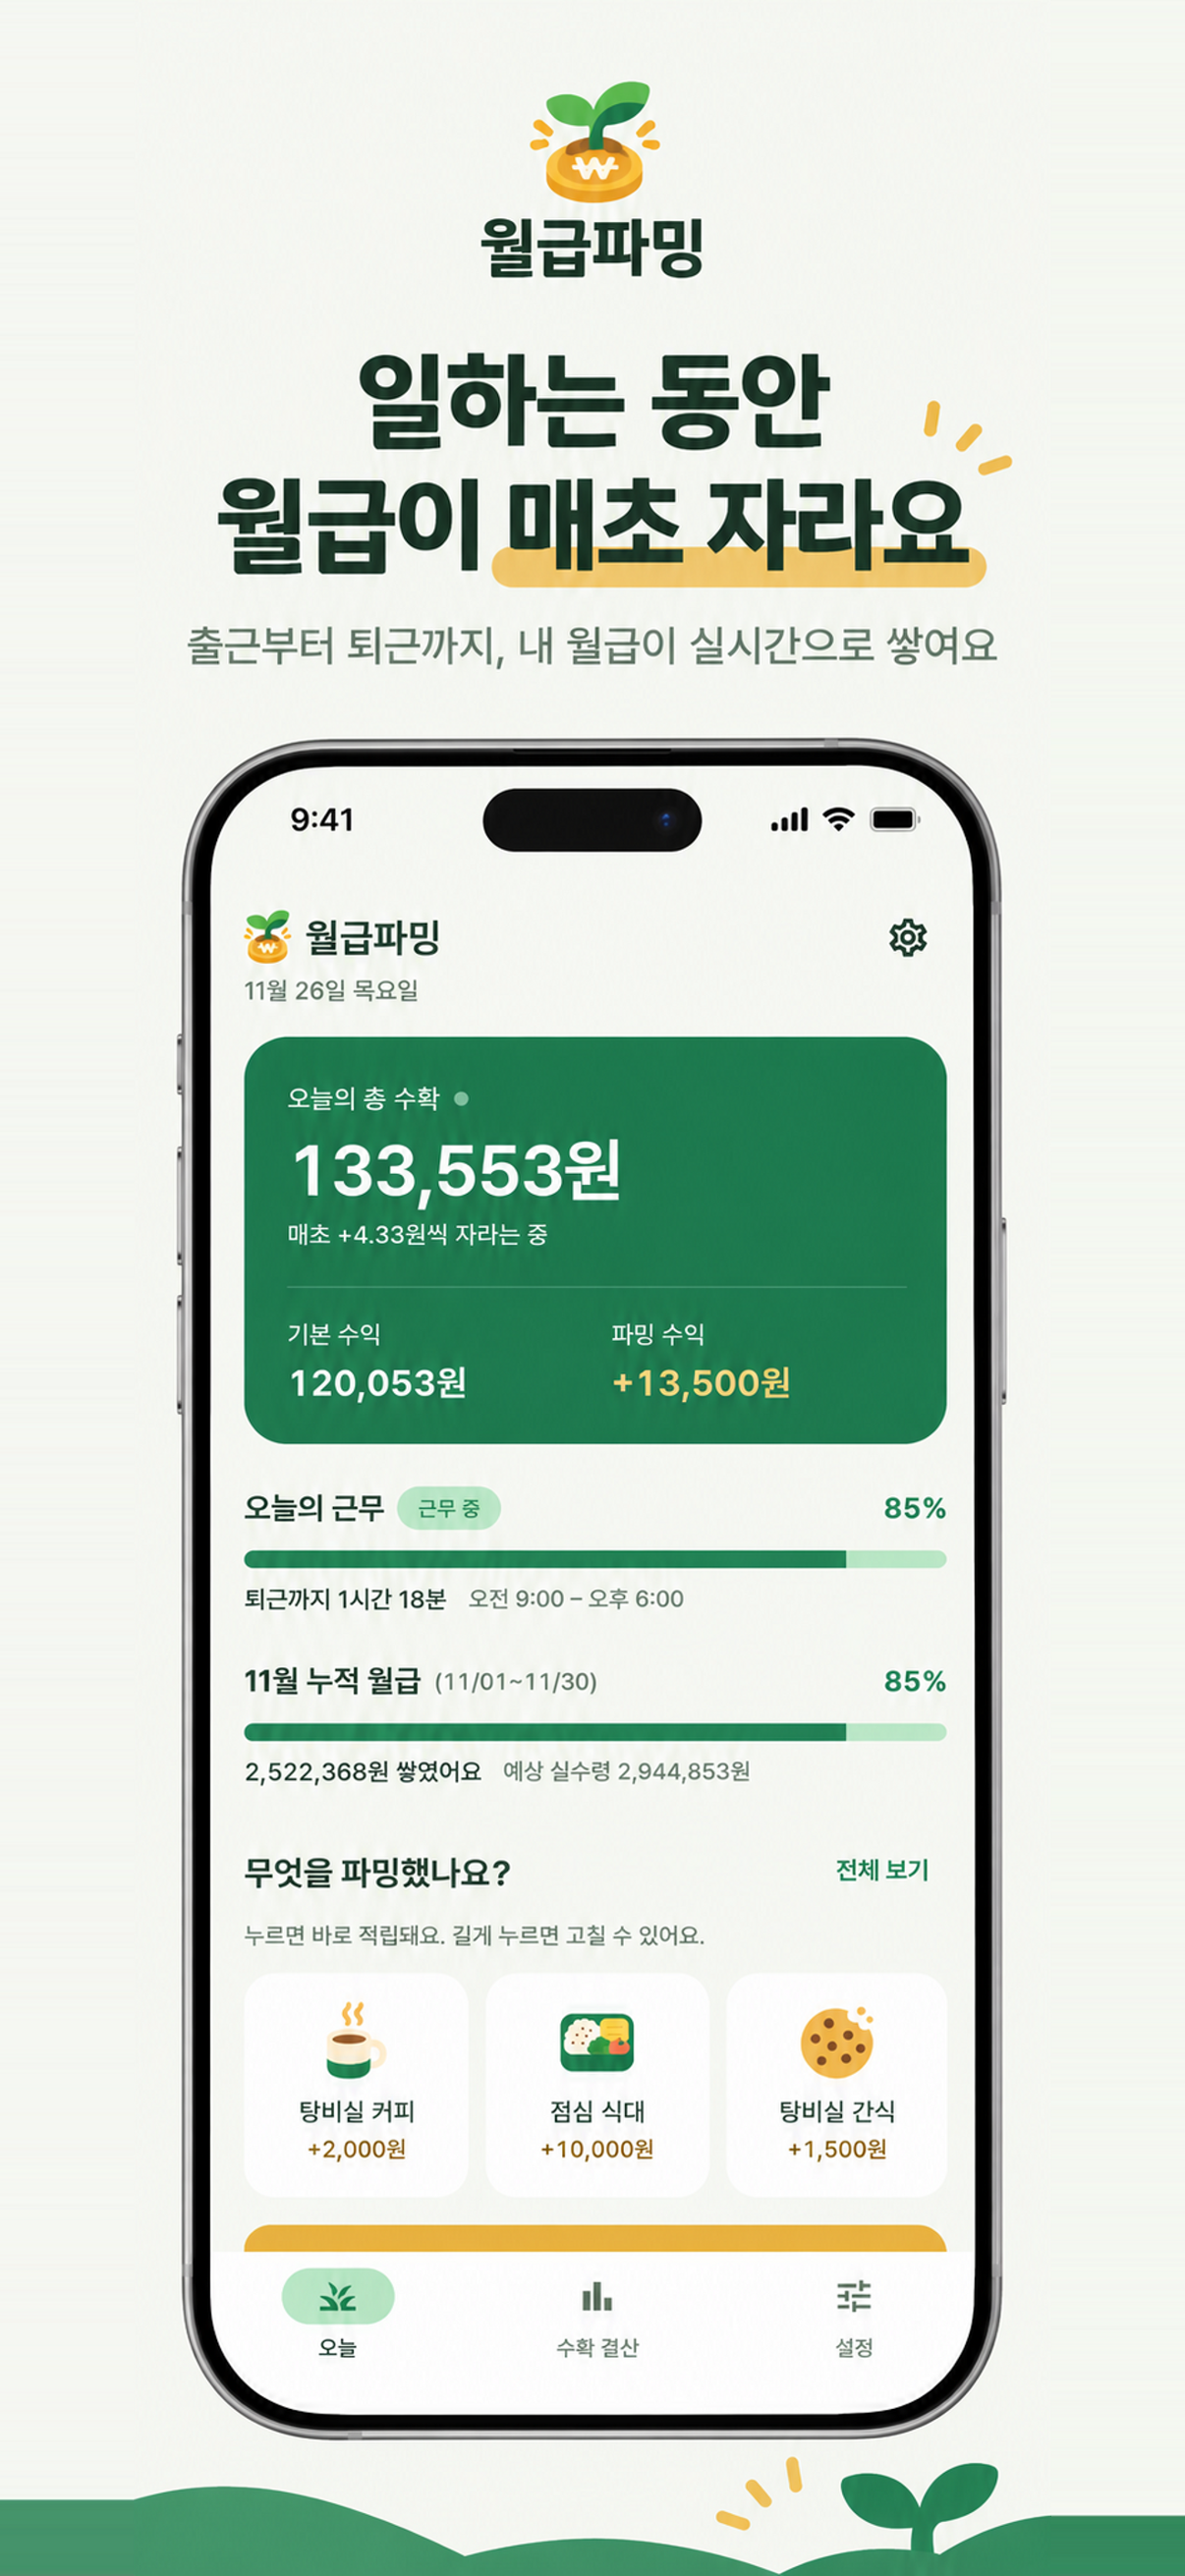 월급파밍
일하는 동안
월급이 매초 자라요
출근부터 퇴근까지, 내 월급이 실시간으로 쌓여요
9:41
월급파밍
11월 26일 목요일
오늘의 총 수확
133,553원
매초 +4.33원씩 자라는 중
기본 수익 파밍 수익
120,053원 +13,500원
오늘의 근무 근무 중 85%
퇴근까지 1시간 18분 오전 9:00 – 오후 6:00
11월 누적 월급 (11/01~11/30) 85%
2,522,368원 쌓였어요 예상 실수령 2,944,853원
무엇을 파밍했나요? 전체 보기
누르면 바로 적립돼요. 길게 누르면 고칠 수 있어요.
탕비실 커피 점심 식대 탕비실 간식
+2,000원 +10,000원 +1,500원
오늘 수확 결산 설정